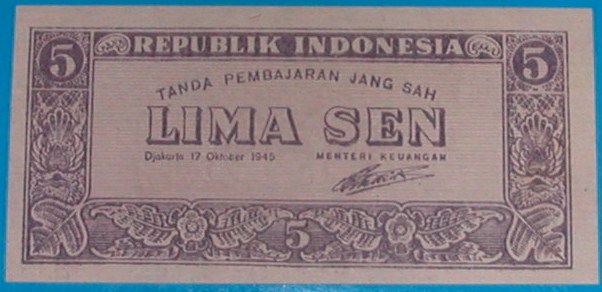 5 REPUBLIK INDONESIA 5
TANDA PEMBAJARAN JANG SAH
LIMA SEN
Djakarta 17 Oktober 1945 MENTERI KEUANGAN
5